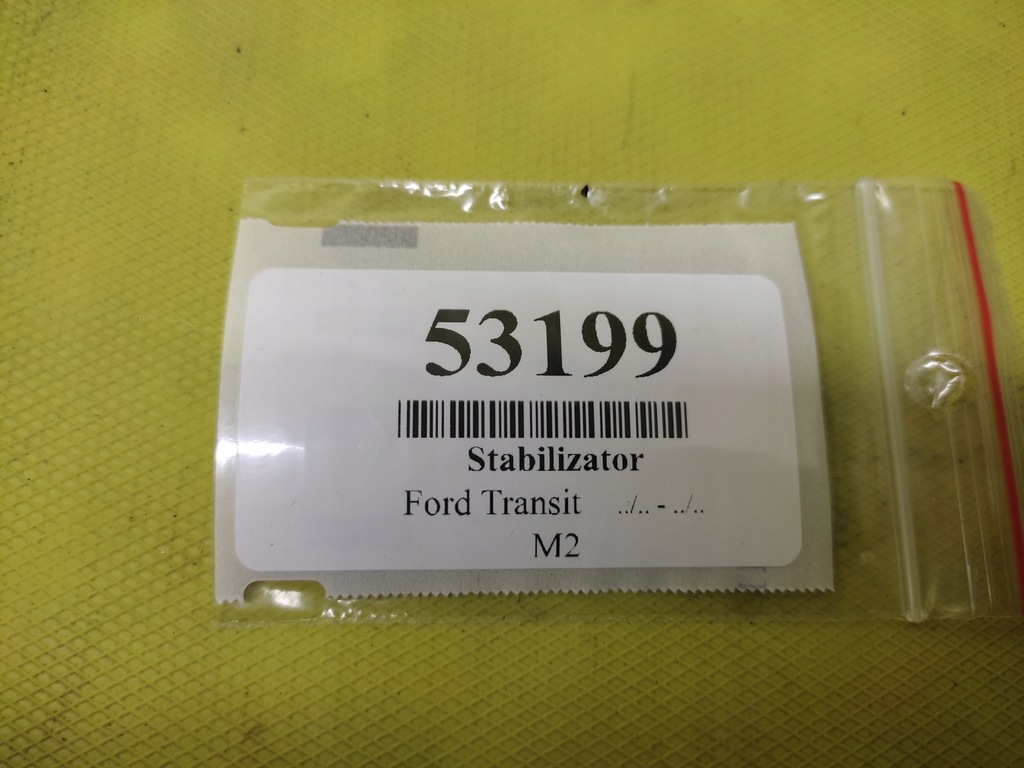 53199
Stabilizator
Ford Transit ../.. - ../..
M2